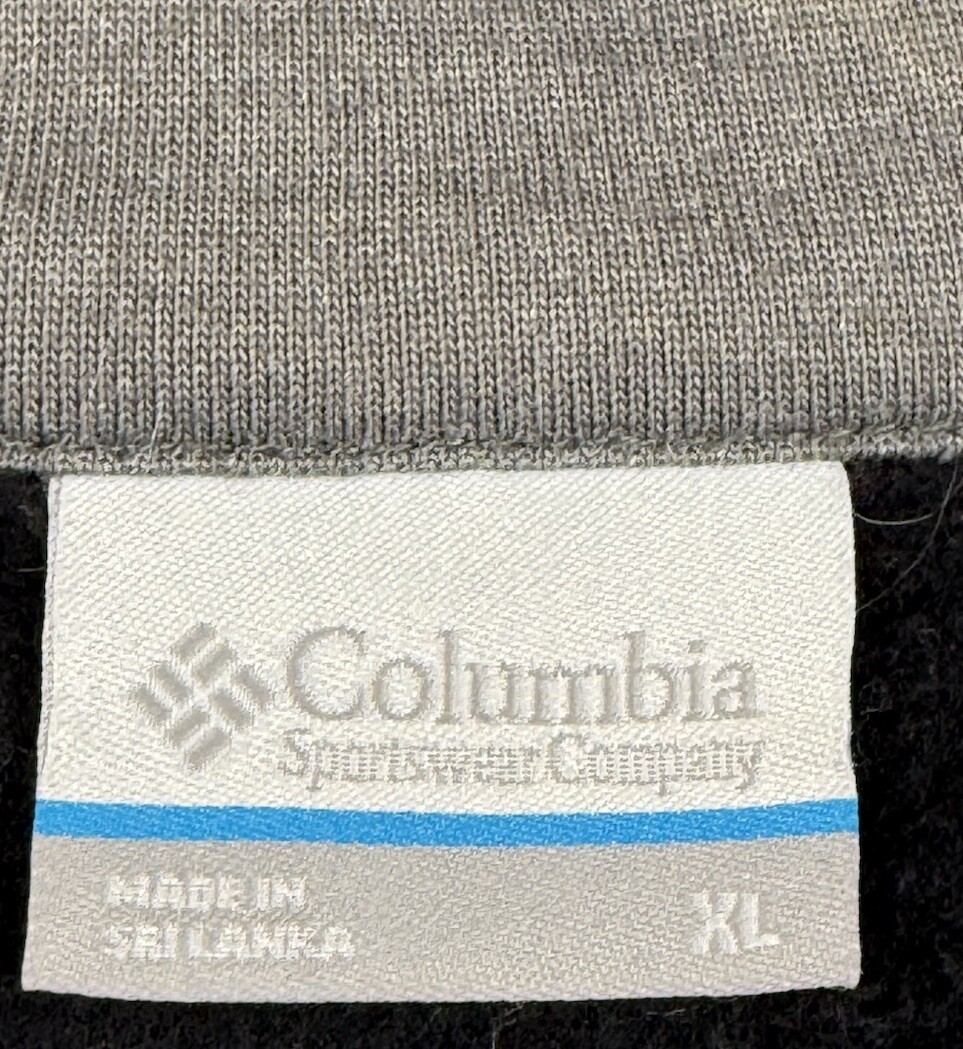 Columbia
Sportswear Company
MADE IN
SRI LANKA
XL